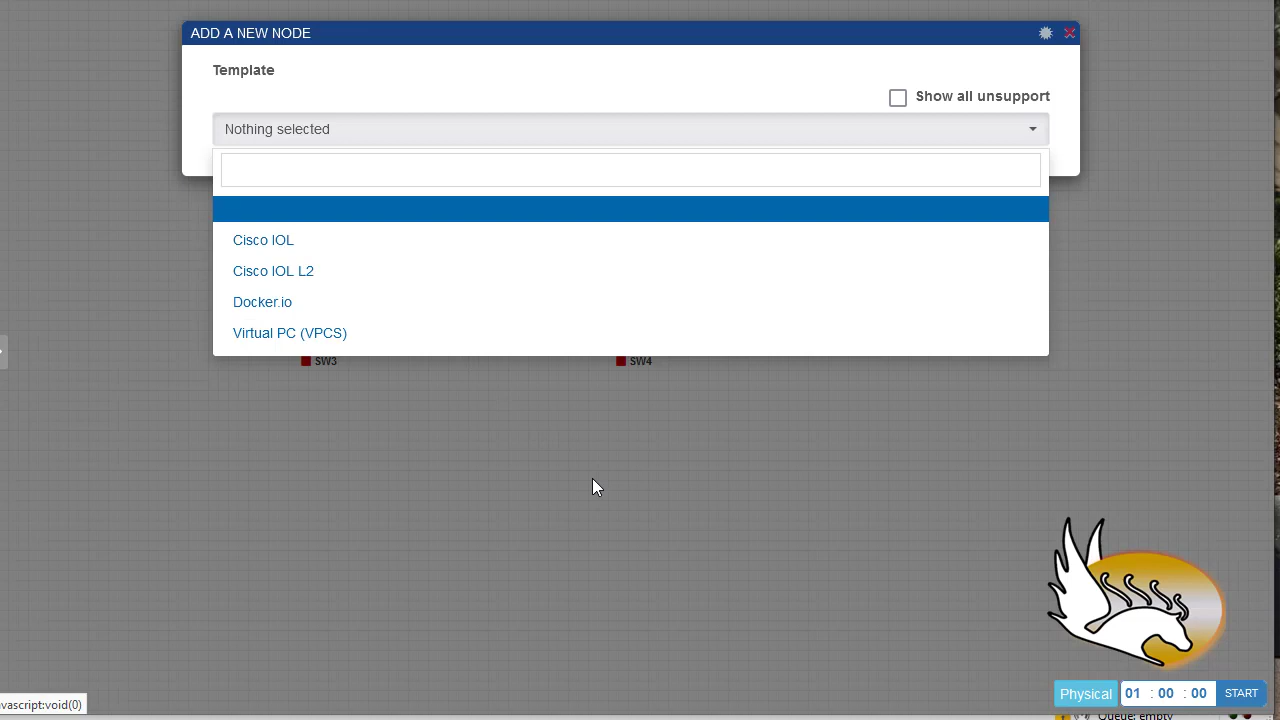 ADD A NEW NODE
Template
Show all unsupport
Nothing selected
Cisco IOL
Cisco IOL L2
Docker.io
Virtual PC (VPCS)
SW3 SW4
Physical 01 : 00 : 00 START
vascript:void(0)
Queue: empty